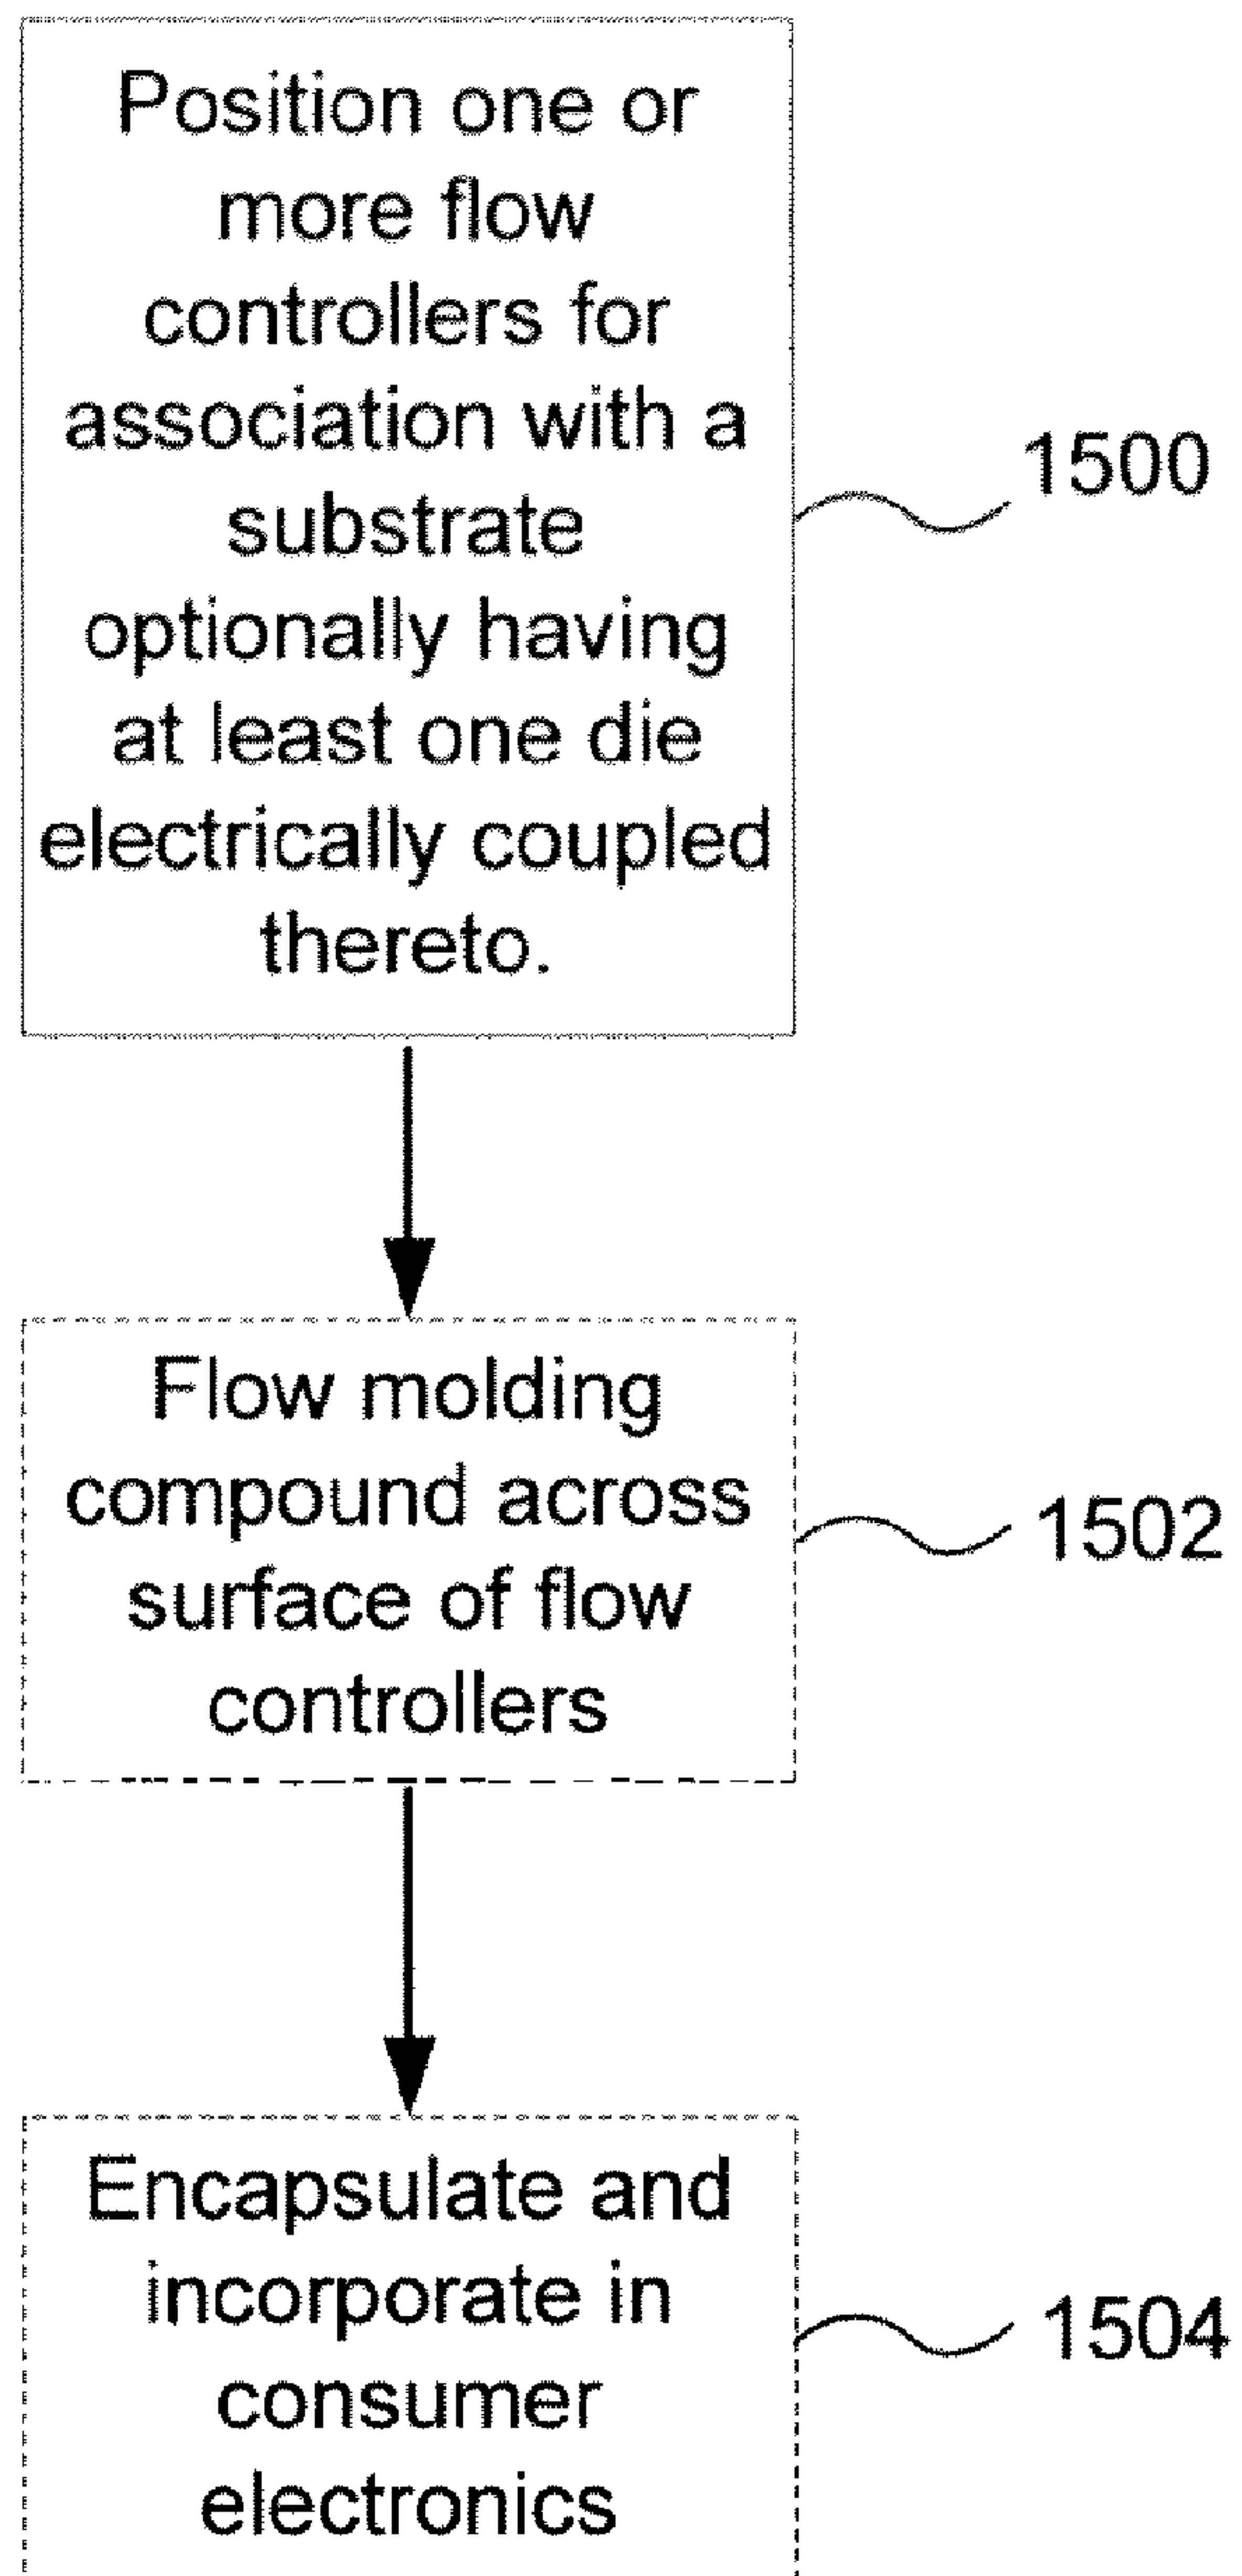 Position one or
more flow
controllers for
association with a
substrate
optionally having
at least one die
electrically coupled
thereto.
1500
Flow molding
compound across
surface of flow
controllers
1502
Encapsulate and
incorporate in
consumer
electronics
1504